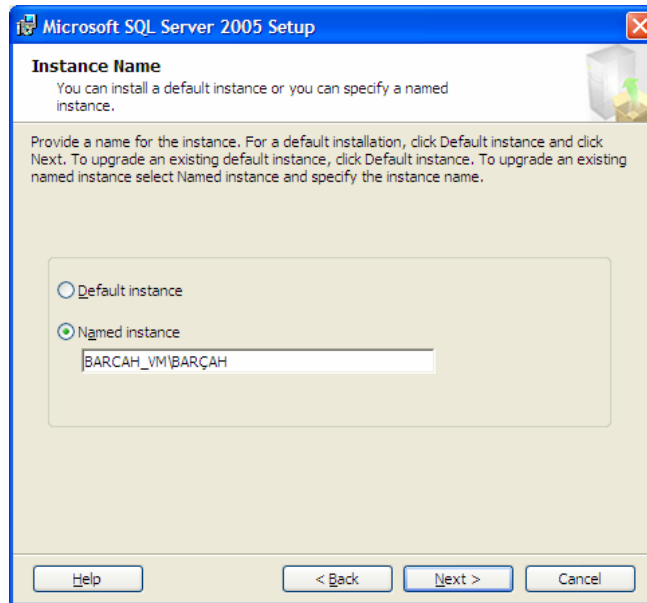 Microsoft SQL Server 2005 Setup
Instance Name
You can install a default instance or you can specify a named
instance.
Provide a name for the instance. For a default installation, click Default instance and click
Next. To upgrade an existing default instance, click Default instance. To upgrade an existing
named instance select Named instance and specify the instance name.
Default instance
Named instance
BARCAH_VM\BARÇAH
Help
< Back
Next >
Cancel